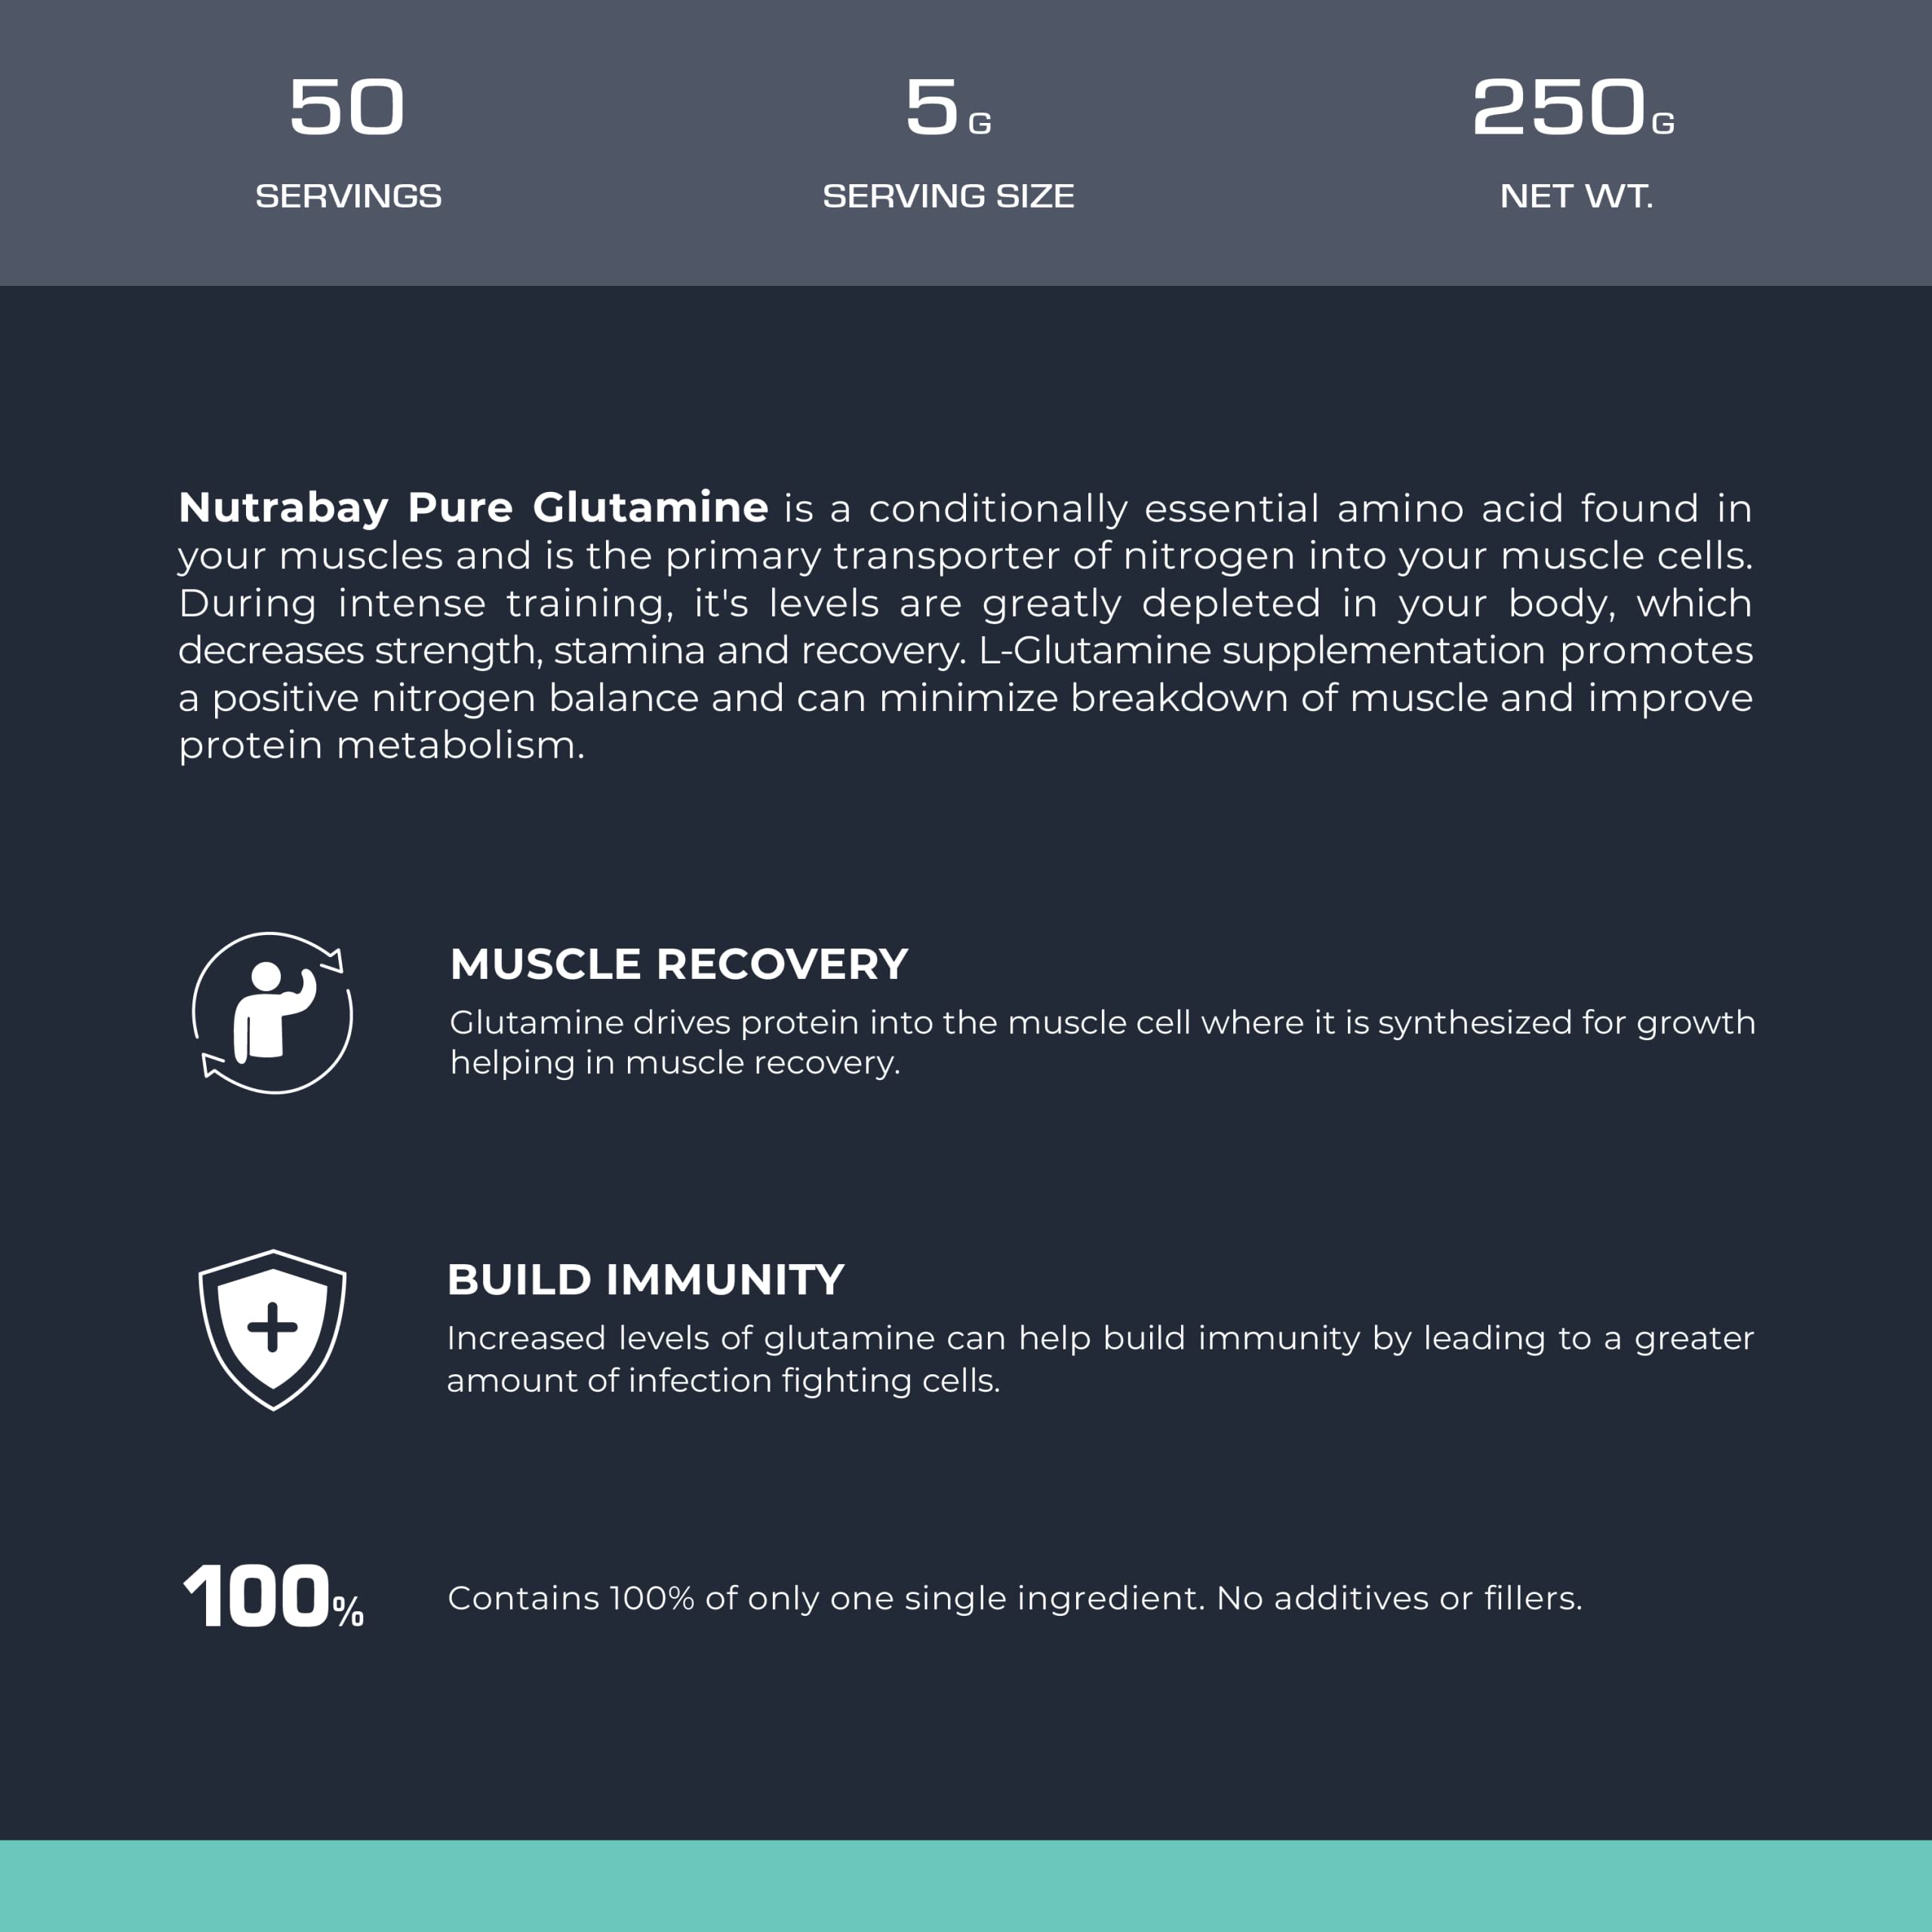 50
SERVINGS
5G
SERVING SIZE
250G
NET WT.
Nutrabay Pure Glutamine is a conditionally essential amino acid found in
your muscles and is the primary transporter of nitrogen into your muscle cells.
During intense training, it's levels are greatly depleted in your body, which
decreases strength, stamina and recovery. L-Glutamine supplementation promotes
a positive nitrogen balance and can minimize breakdown of muscle and improve
protein metabolism.
MUSCLE RECOVERY
Glutamine drives protein into the muscle cell where it is synthesized for growth
helping in muscle recovery.
BUILD IMMUNITY
Increased levels of glutamine can help build immunity by leading to a greater
amount of infection fighting cells.
100%
Contains 100% of only one single ingredient. No additives or fillers.